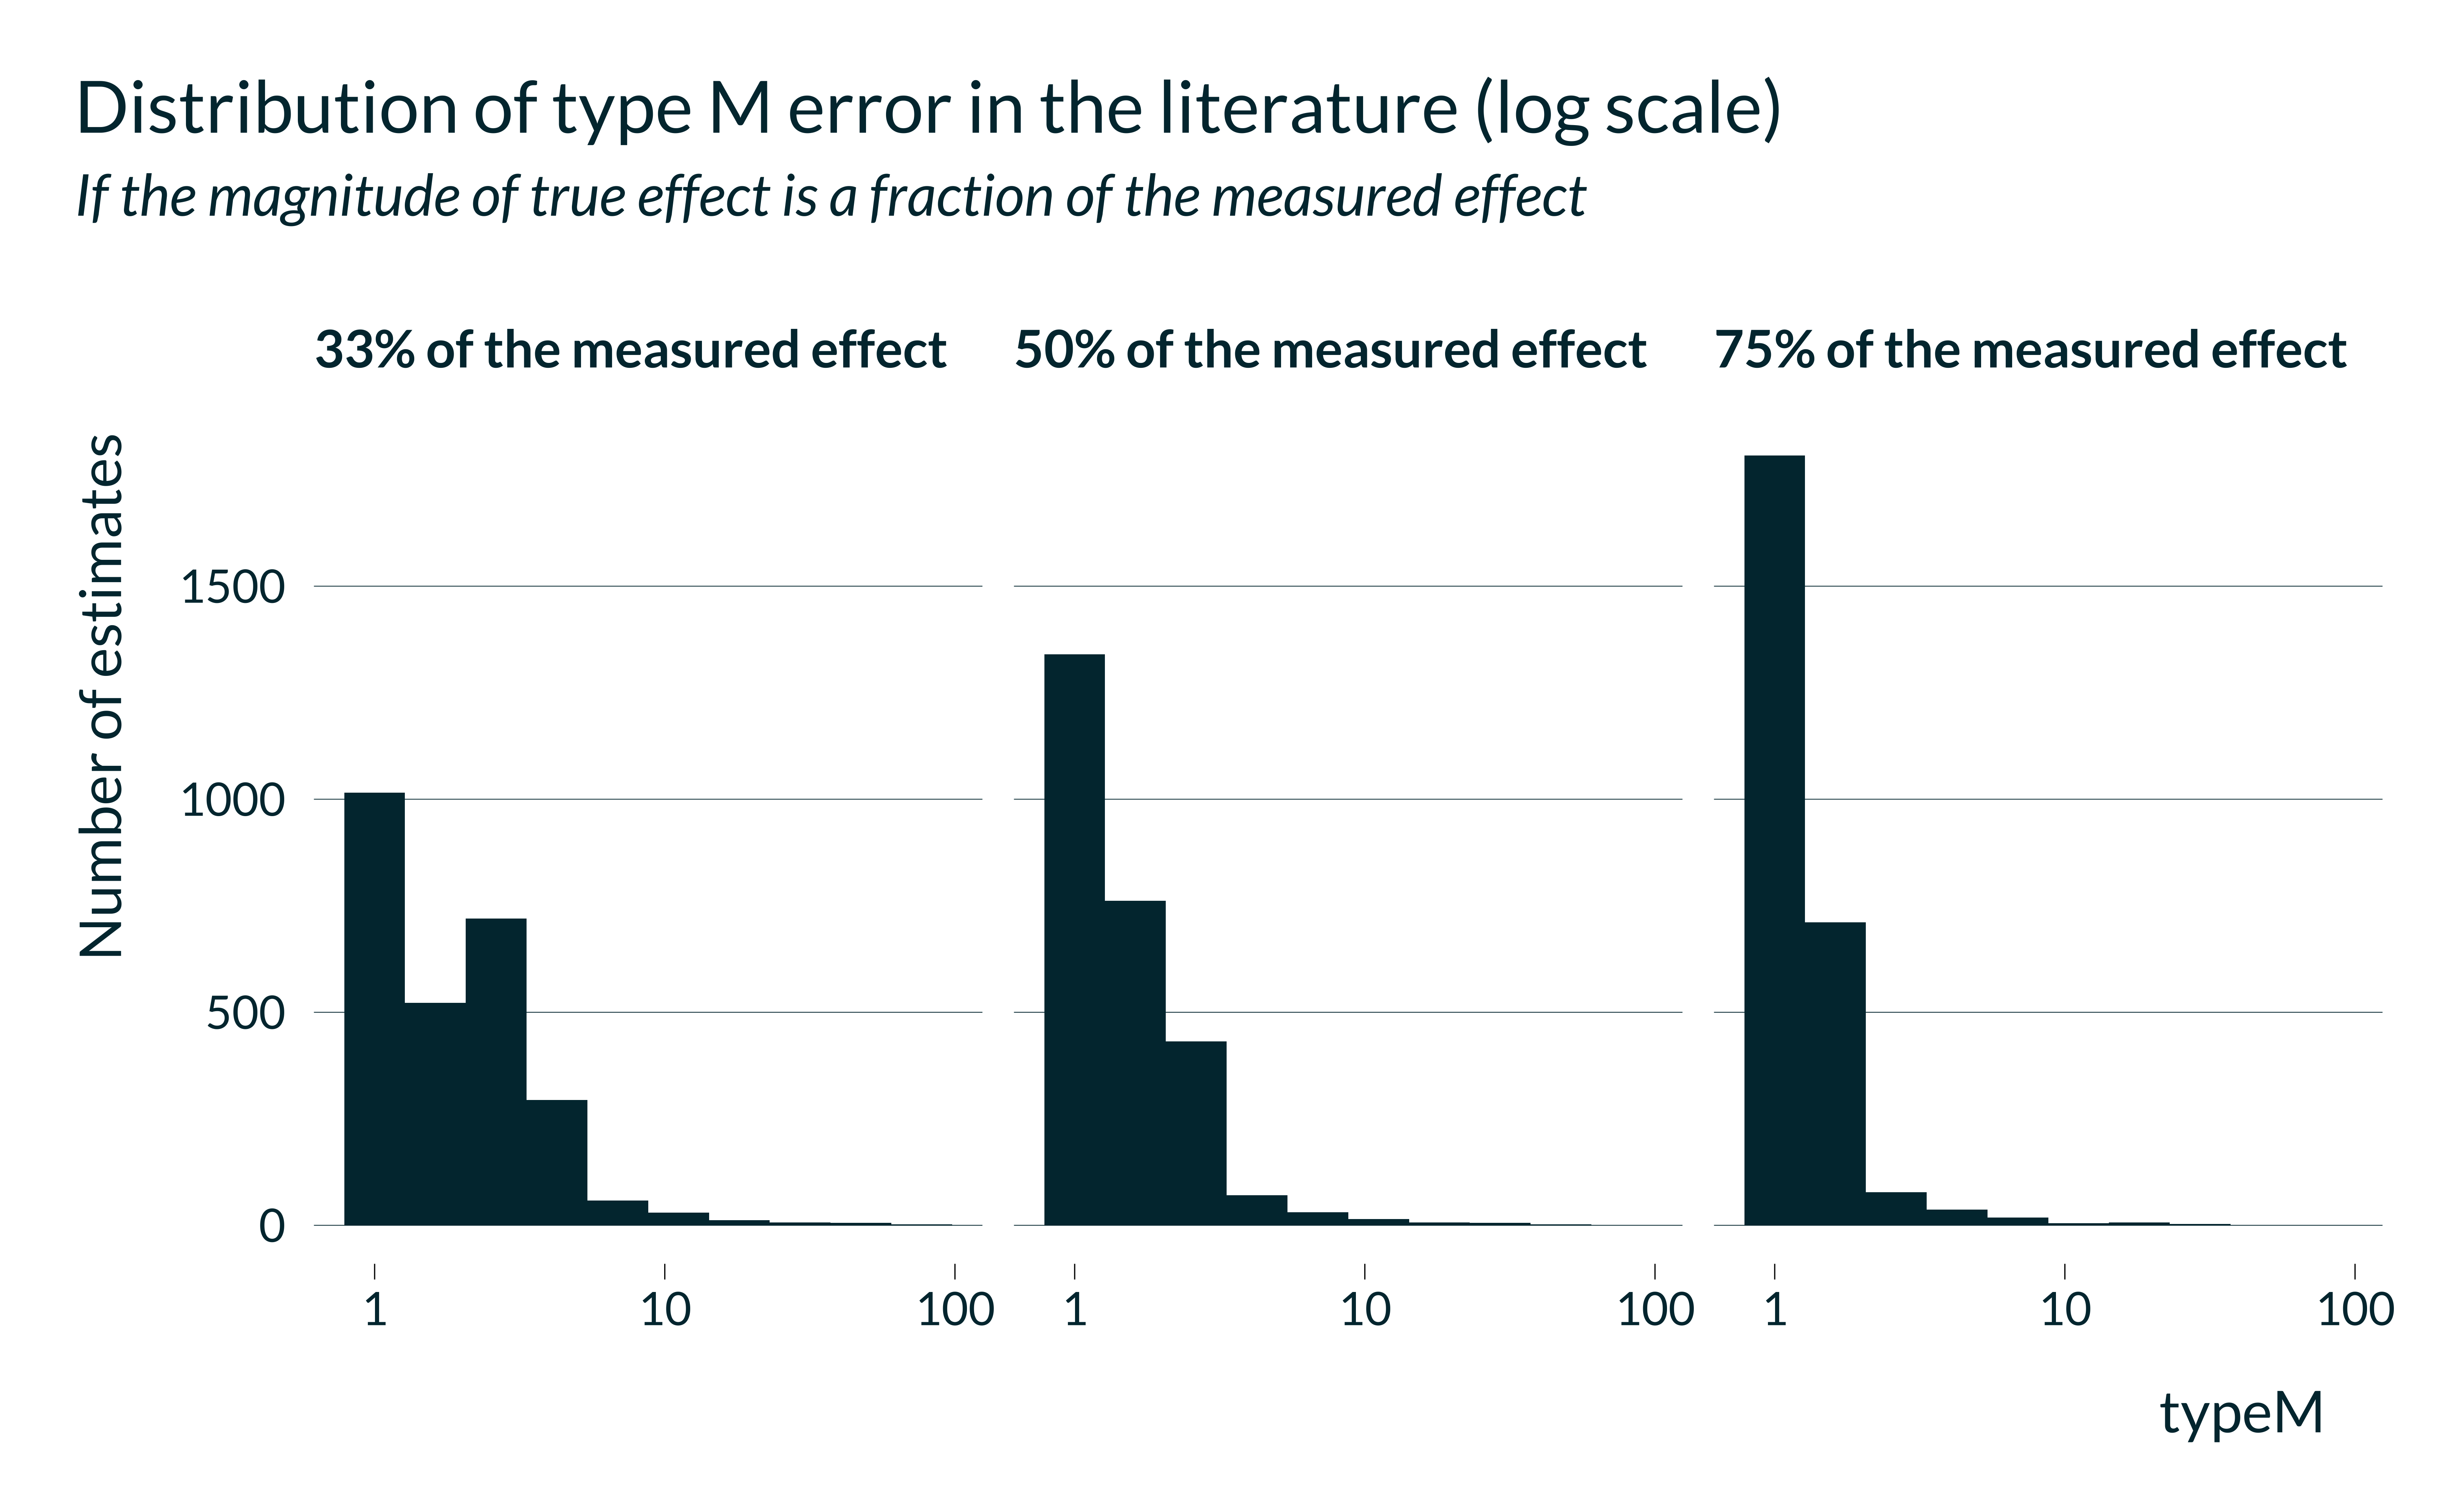 Distribution of type M error in the literature (log scale)
If the magnitude of true effect is a fraction of the measured effect
33% of the measured effect
50% of the measured effect
75% of the measured effect
Number of estimates
1500
1000
500
0
1 10 100 1 10 100 1 10 100
typeM